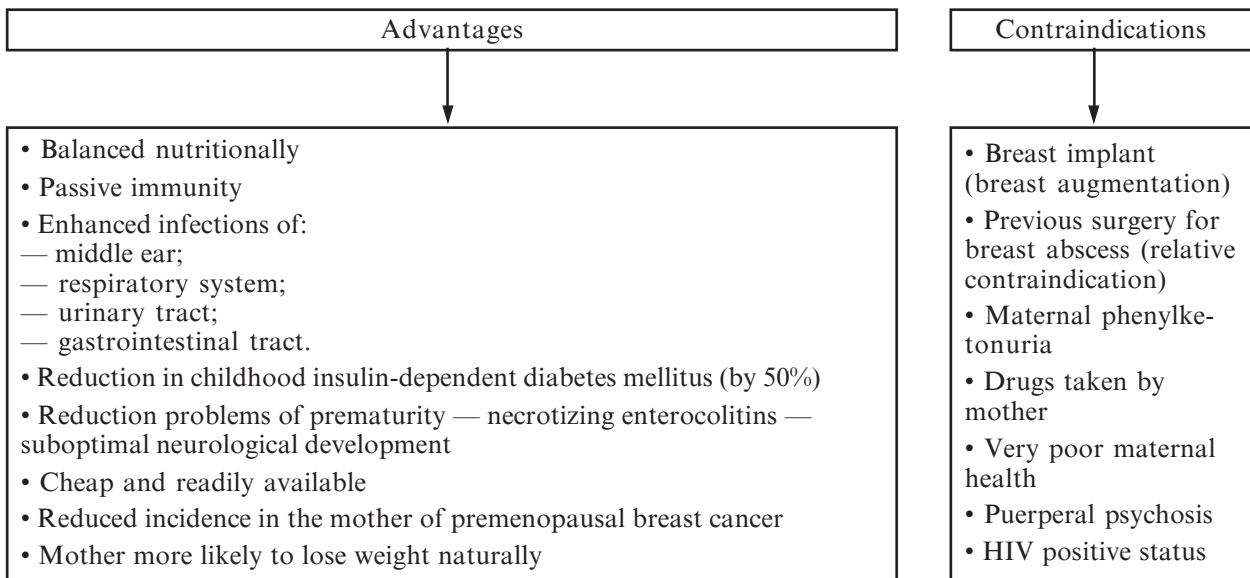 Advantages
• Balanced nutritionally
• Passive immunity
• Enhanced infections of:
— middle ear;
— respiratory system;
— urinary tract;
— gastrointestinal tract.
• Reduction in childhood insulin-dependent diabetes mellitus (by 50%)
• Reduction problems of prematurity — necrotizing enterocolitins —
suboptimal neurological development
• Cheap and readily available
• Reduced incidence in the mother of premenopausal breast cancer
• Mother more likely to lose weight naturally
Contraindications
• Breast implant
(breast augmentation)
• Previous surgery for
breast abscess (relative
contraindication)
• Maternal phenylke-
tonuria
• Drugs taken by
mother
• Very poor maternal
health
• Puerperal psychosis
• HIV positive status